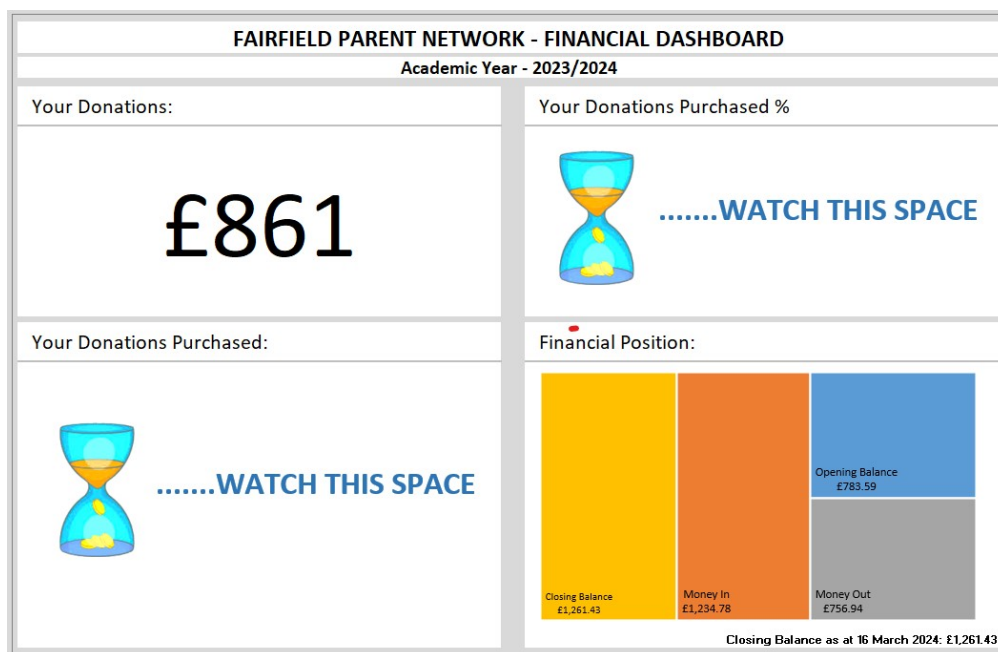 FAIRFIELD PARENT NETWORK - FINANCIAL DASHBOARD
Academic Year - 2023/2024
Your Donations:
£861
Your Donations Purchased %
.......WATCH THIS SPACE
Your Donations Purchased:
.......WATCH THIS SPACE
Financial Position:
Closing Balance
£1,261.43
Money In
£1,234.78
Opening Balance
£783.59
Money Out
£756.94
Closing Balance as at 16 March 2024: £1,261.43